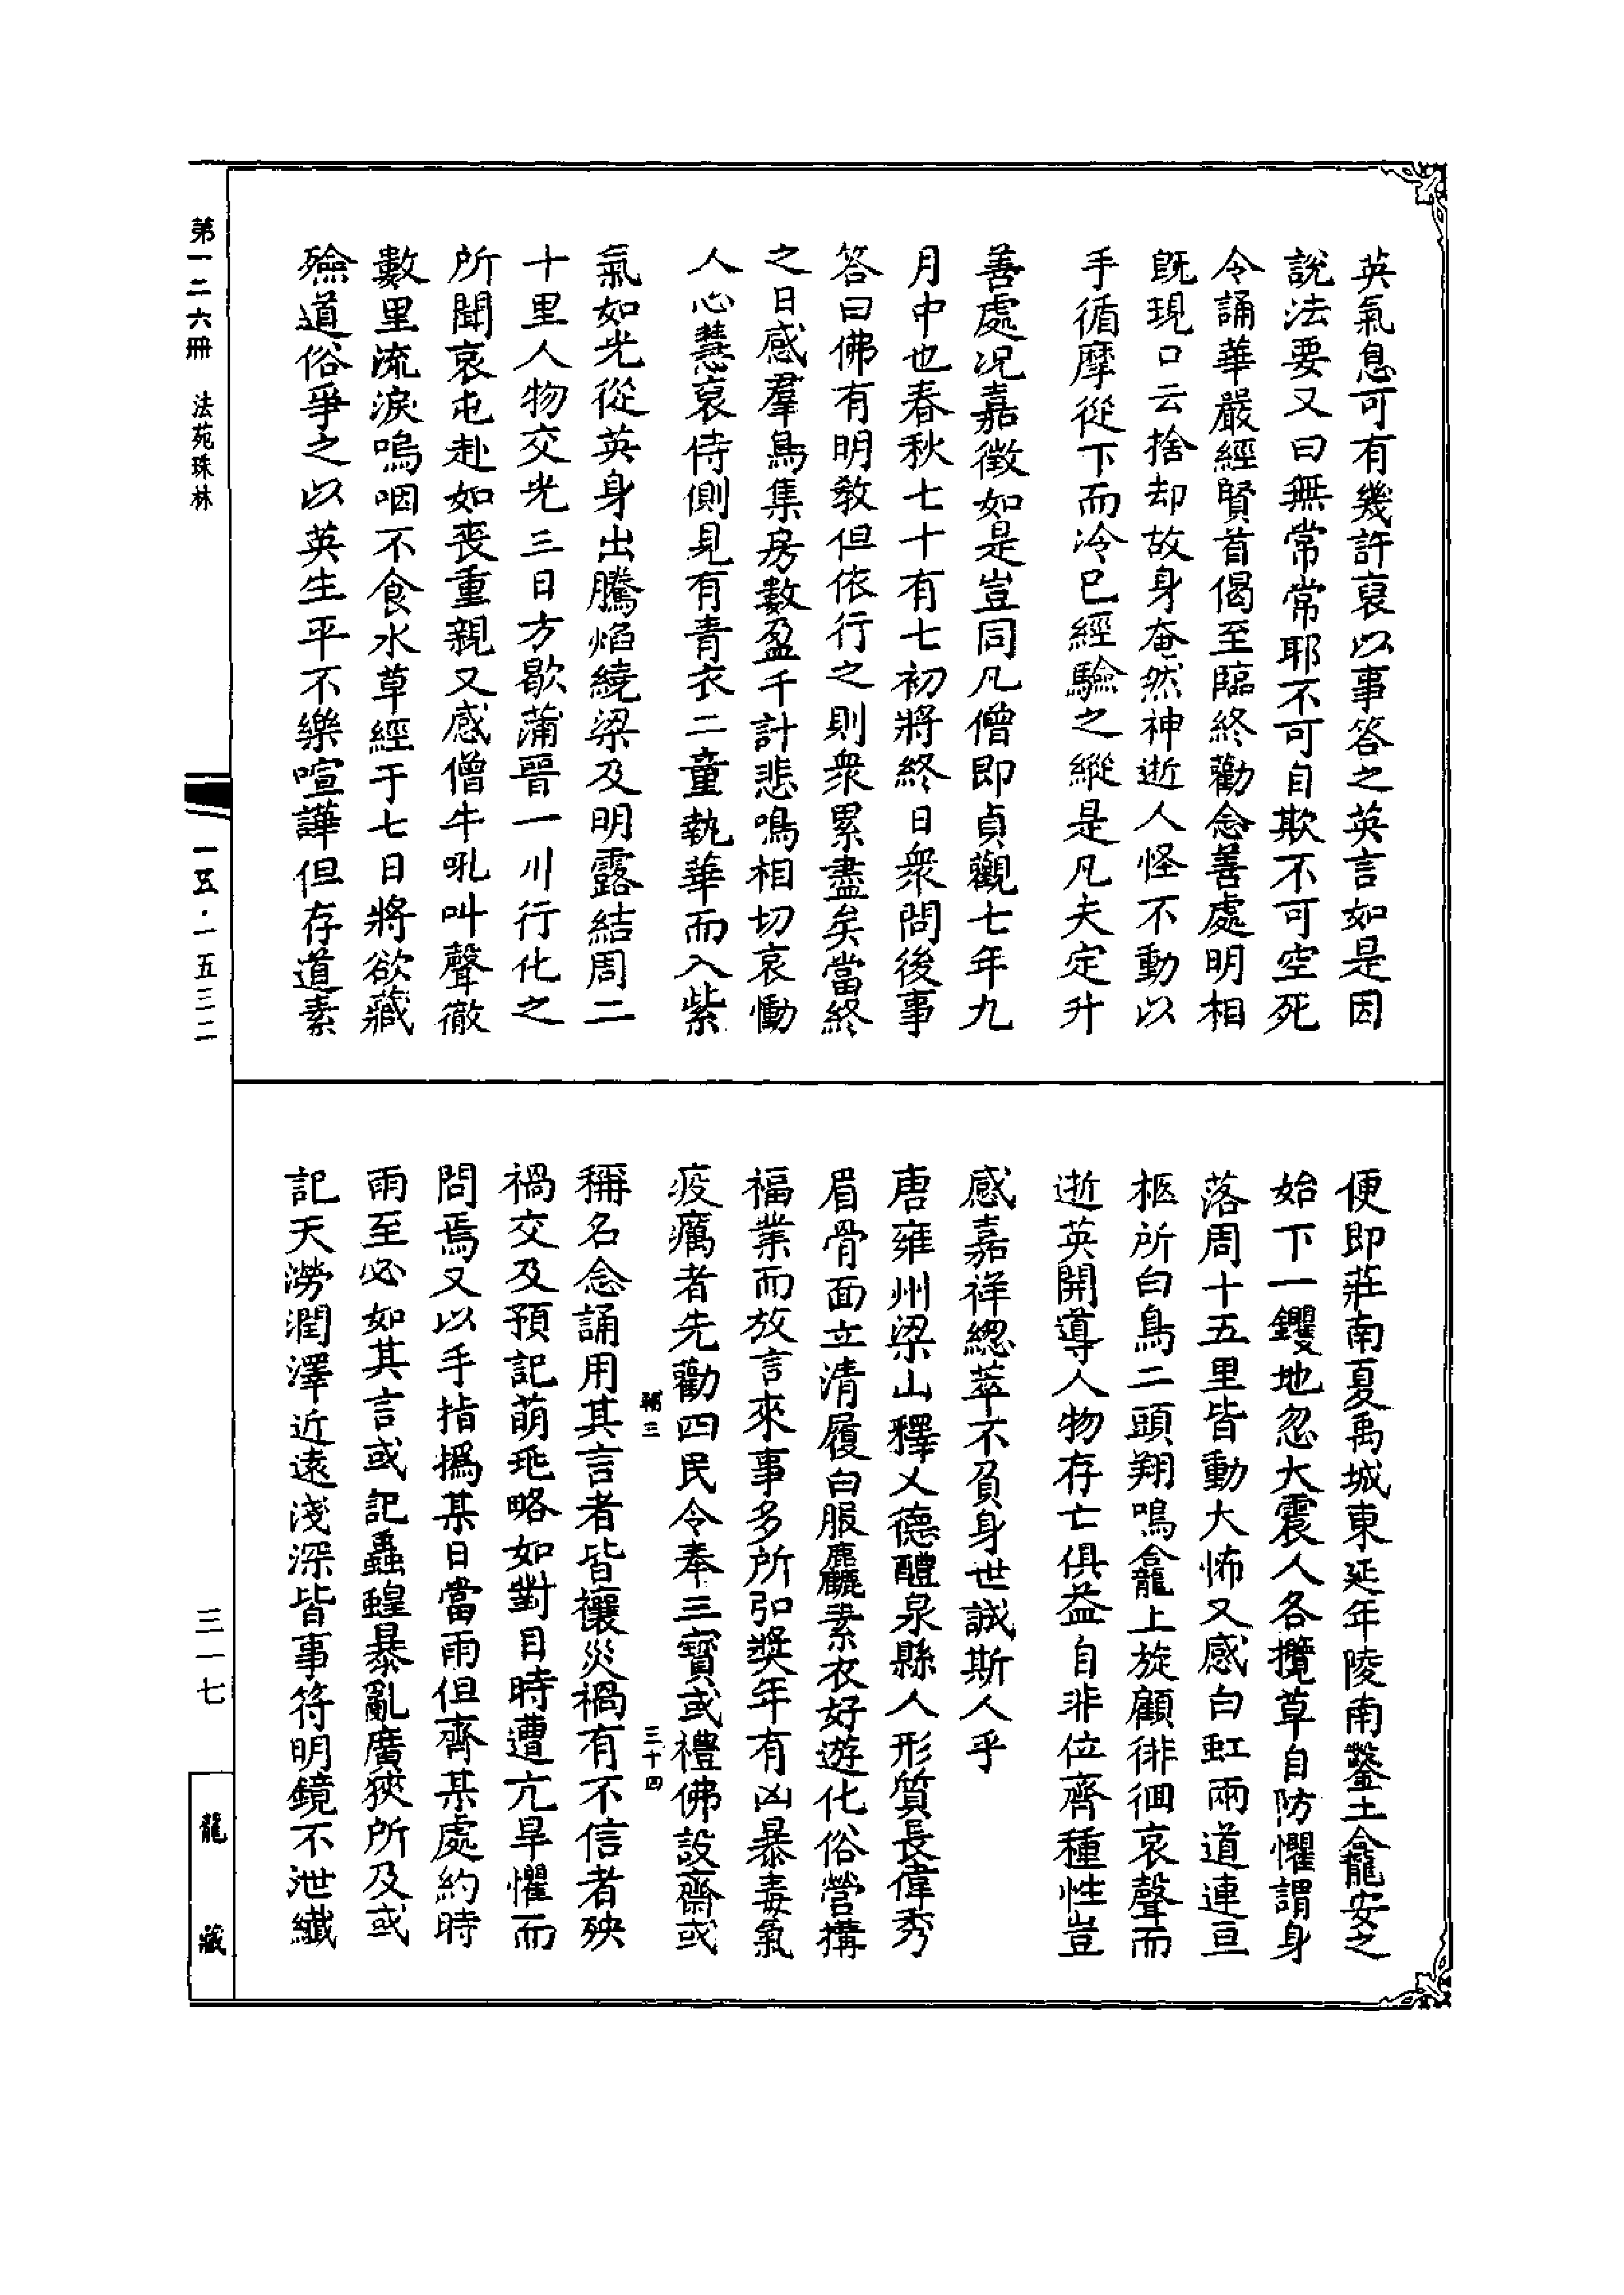 英氣息可有幾許裒以事答之英言如是因
說法要又曰無常常耶不可自欺不可空死
令誦華嚴經賢首偈至臨終勸念善處明相
旣現口云捨却故身奄然神逝人怪不動以
手循摩從下而冷已經驗之縱是凡夫定升
善處况嘉徵如是豈同凡僧即貞觀七年九
月中也春秋七十有七初將終日衆問後事
答曰佛有明敎但依行之則衆累盡矣當終
之日感羣鳥集房數盈千計悲鳴相切哀慟
人心慧裒侍側見有青衣二童執華而入紫
氣如光從英身出騰焰繞梁及明露結周二
十里人物交光三日方歇蒲晉一川行化之
所聞哀屯赴如喪重親又感僧牛吼叫聲徹
數里流淚嗚咽不食水草經于七日將欲藏
殮道俗爭之以英生平不樂喧譁但存道素
便即莊南夏禹城東延年陵南鑿土龕安之
始下一钁地忽大震人各攬草自防懼謂身
落周十五里皆動大怖又感白虹兩道連亘
柩所白鳥二頭翔鳴龕上旋顧徘徊哀聲而
逝英開導人物存亡俱益自非位齊種性豈
感嘉祥總萃不負身世誠斯人乎
唐雍州梁山釋乂德醴泉縣人形質長偉秀
眉骨面立清履白服麤素衣好遊化俗營搆
福業而放言來事多所弘獎年有凶暴毒氣
疫癘者先勸四民令奉三寶或禮佛設齋或
輔三 三十四
稱名念誦用其言者皆禳災禍有不信者殃
禍交及預記萌兆略如對目時遭亢旱懼而
問焉又以手指撝某日當雨但齊某處約時
雨至必如其言或記蟊蝗暴亂廣狹所及或
記天澇潤澤近遠淺深皆事符明鏡不泄纖
第一二六冊 法苑珠林
一五·一五三二
三一七
龍藏